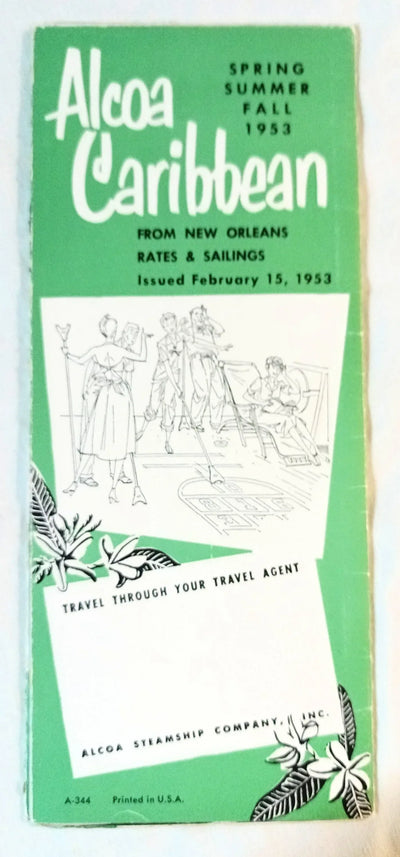 Alcoa
Caribbean
SPRING
SUMMER
FALL
1953
FROM NEW ORLEANS
RATES & SAILINGS
Issued February 15, 1953
TRAVEL THROUGH YOUR TRAVEL AGENT
ALCOA STEAMSHIP COMPANY, INC.
A-344 Printed in U.S.A.